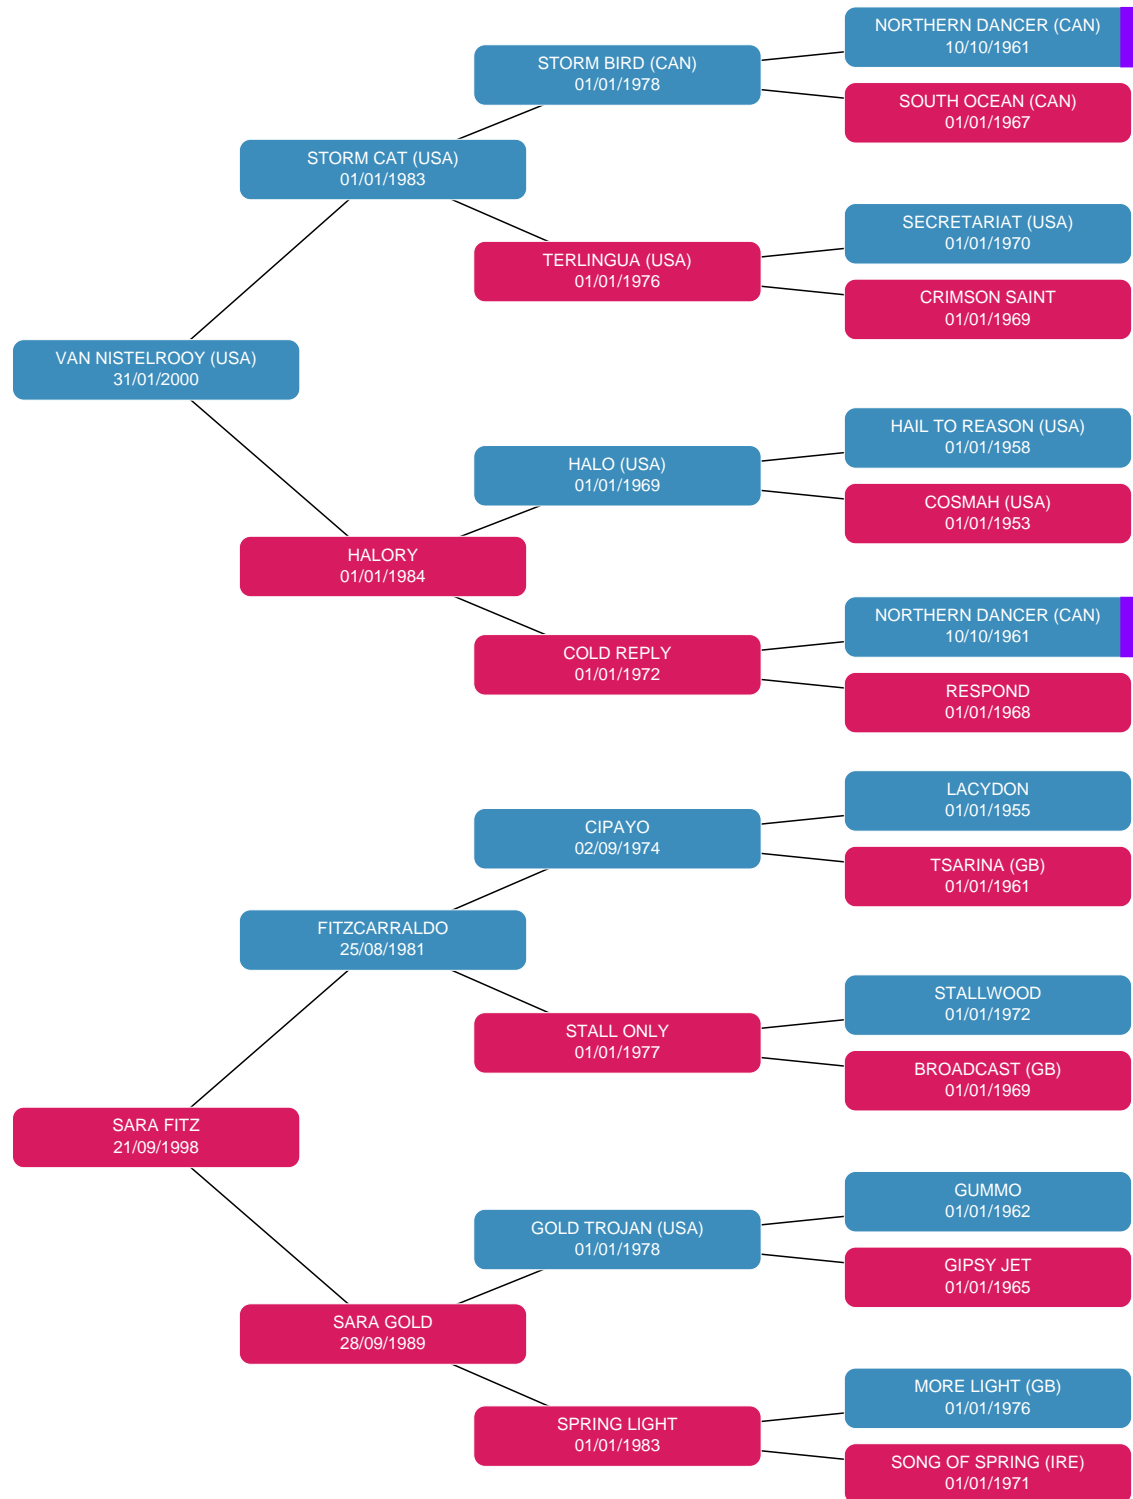 NORTHERN DANCER (CAN)
10/10/1961
STORM BIRD (CAN)
01/01/1978
SOUTH OCEAN (CAN)
01/01/1967
STORM CAT (USA)
01/01/1983
SECRETARIAT (USA)
01/01/1970
TERLINGUA (USA)
01/01/1976
CRIMSON SAINT
01/01/1969
VAN NISTELROOY (USA)
31/01/2000
HAIL TO REASON (USA)
01/01/1958
HALO (USA)
01/01/1969
COSMAH (USA)
01/01/1953
HALORY
01/01/1984
NORTHERN DANCER (CAN)
10/10/1961
COLD REPLY
01/01/1972
RESPOND
01/01/1968
LACYDON
01/01/1955
CIPAYO
02/09/1974
TSARINA (GB)
01/01/1961
FITZCARRALDO
25/08/1981
STALLWOOD
01/01/1972
STALL ONLY
01/01/1977
BROADCAST (GB)
01/01/1969
SARA FITZ
21/09/1998
GUMMO
01/01/1962
GOLD TROJAN (USA)
01/01/1978
GIPSY JET
01/01/1965
SARA GOLD
28/09/1989
MORE LIGHT (GB)
01/01/1976
SPRING LIGHT
01/01/1983
SONG OF SPRING (IRE)
01/01/1971